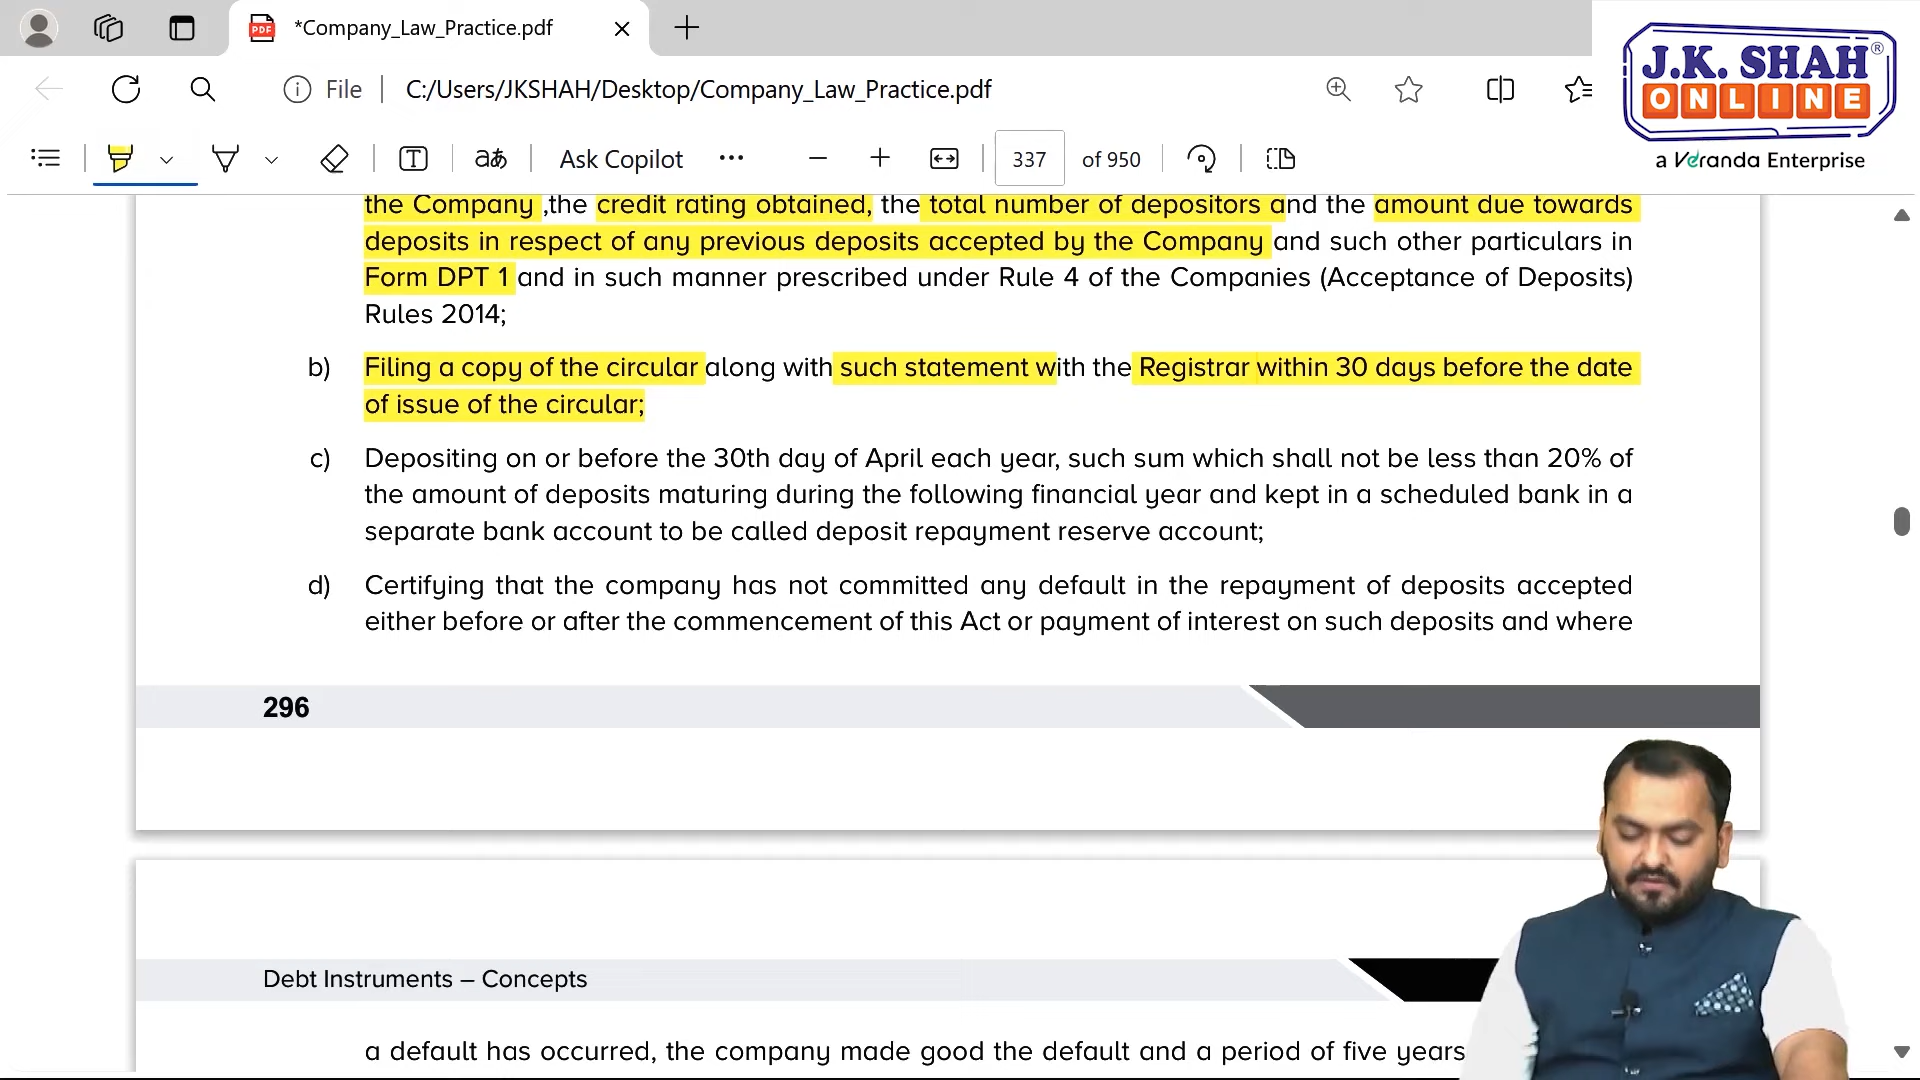 *Company_Law_Practice.pdf
File
C:/Users/JKSHAH/Desktop/Company_Law_Practice.pdf
J.K. SHAH®
ONLINE
a Veranda Enterprise
Ask Copilot
337 of 950
the Company ,the credit rating obtained, the total number of depositors and the amount due towards
deposits in respect of any previous deposits accepted by the Company and such other particulars in
Form DPT 1 and in such manner prescribed under Rule 4 of the Companies (Acceptance of Deposits)
Rules 2014;
b) Filing a copy of the circular along with such statement with the Registrar within 30 days before the date
of issue of the circular;
c) Depositing on or before the 30th day of April each year, such sum which shall not be less than 20% of
the amount of deposits maturing during the following financial year and kept in a scheduled bank in a
separate bank account to be called deposit repayment reserve account;
d) Certifying that the company has not committed any default in the repayment of deposits accepted
either before or after the commencement of this Act or payment of interest on such deposits and where
296
Debt Instruments – Concepts
a default has occurred, the company made good the default and a period of five years